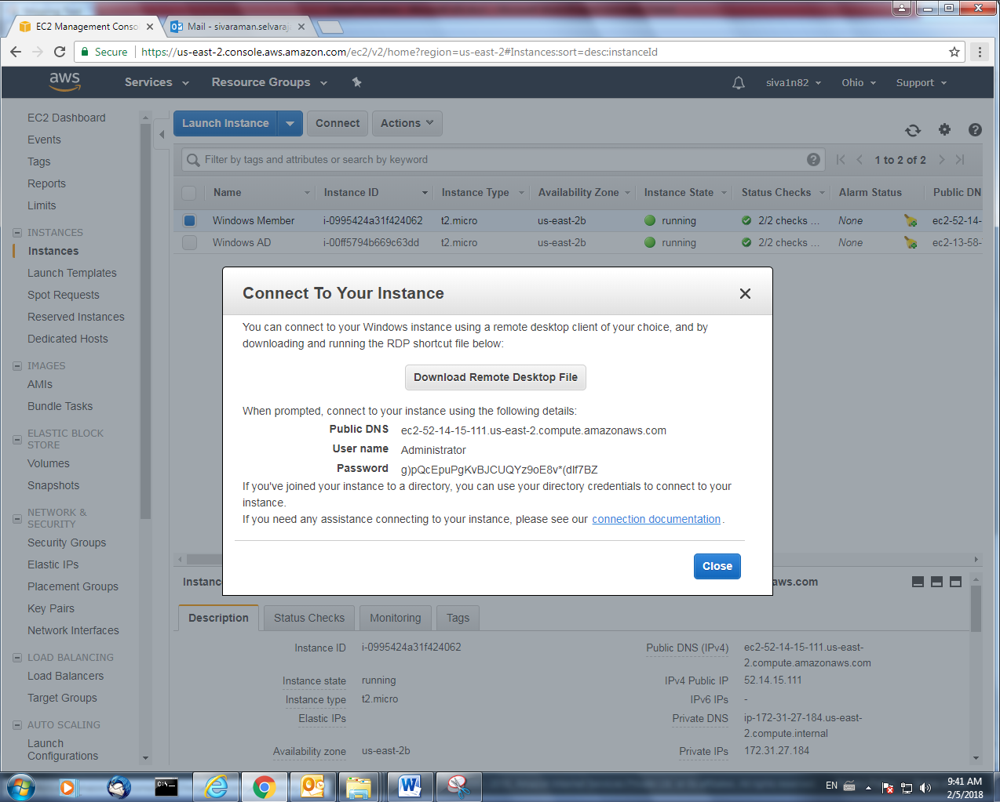 EC2 Management Conso
Mail - sivaraman.selvaraj
Secure
https://us-east-2.console.aws.amazon.com/ec2/v2/home?region=us-east-2#Instances:sort=desc:instanceId
aws
Services
Resource Groups
siva1n82
Ohio
Support
EC2 Dashboard
Events
Tags
Reports
Limits
INSTANCES
Instances
Launch Templates
Spot Requests
Reserved Instances
Dedicated Hosts
IMAGES
AMIs
Bundle Tasks
ELASTIC BLOCK
STORE
Volumes
Snapshots
NETWORK &
SECURITY
Security Groups
Elastic IPs
Placement Groups
Key Pairs
Network Interfaces
LOAD BALANCING
Load Balancers
Target Groups
AUTO SCALING
Launch
Configurations
Launch Instance
Connect
Actions
Filter by tags and attributes or search by keyword
1 to 2 of 2
Name Instance ID Instance Type Availability Zone Instance State Status Checks Alarm Status Public DN
Windows Member i-0995424a31f424062 t2.micro us-east-2b running 2/2 checks ... None ec2-52-14-
Windows AD i-00ff5794b669c63dd t2.micro us-east-2b running 2/2 checks ... None ec2-13-58-
Connect To Your Instance
You can connect to your Windows instance using a remote desktop client of your choice, and by
downloading and running the RDP shortcut file below:
Download Remote Desktop File
When prompted, connect to your instance using the following details:
Public DNS ec2-52-14-15-111.us-east-2.compute.amazonaws.com
User name Administrator
Password g)pQcEpuPgKvBJCUQYz9oE8v*(dIf7BZ
If you've joined your instance to a directory, you can use your directory credentials to connect to your
instance.
If you need any assistance connecting to your instance, please see our connection documentation.
Close
Instanc
aws.com
Description
Status Checks
Monitoring
Tags
Instance ID i-0995424a31f424062
Instance state running
Instance type t2.micro
Elastic IPs
Availability zone us-east-2b
Public DNS (IPv4) ec2-52-14-15-111.us-east-
2.compute.amazonaws.com
IPv4 Public IP 52.14.15.111
IPv6 IPs -
Private DNS ip-172-31-27-184.us-east-
2.compute.internal
Private IPs 172.31.27.184
EN
9:41 AM
2/5/2018